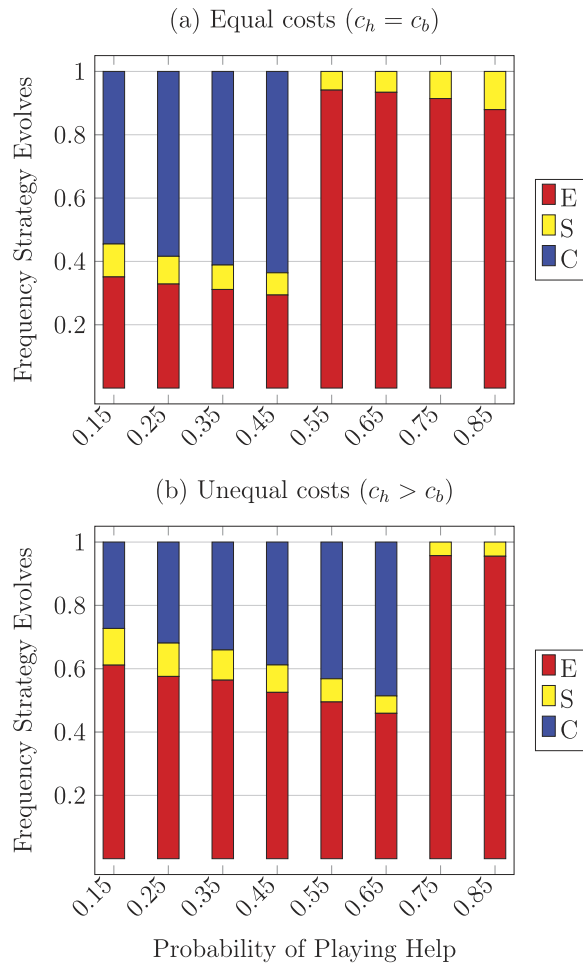 (a) Equal costs (c_h = c_b)
Frequency Strategy Evolves
1
0.8
0.6
0.4
0.2
0.15 0.25 0.35 0.45 0.55 0.65 0.75 0.85
E
S
C
(b) Unequal costs (c_h > c_b)
Frequency Strategy Evolves
1
0.8
0.6
0.4
0.2
0.15 0.25 0.35 0.45 0.55 0.65 0.75 0.85
E
S
C
Probability of Playing Help